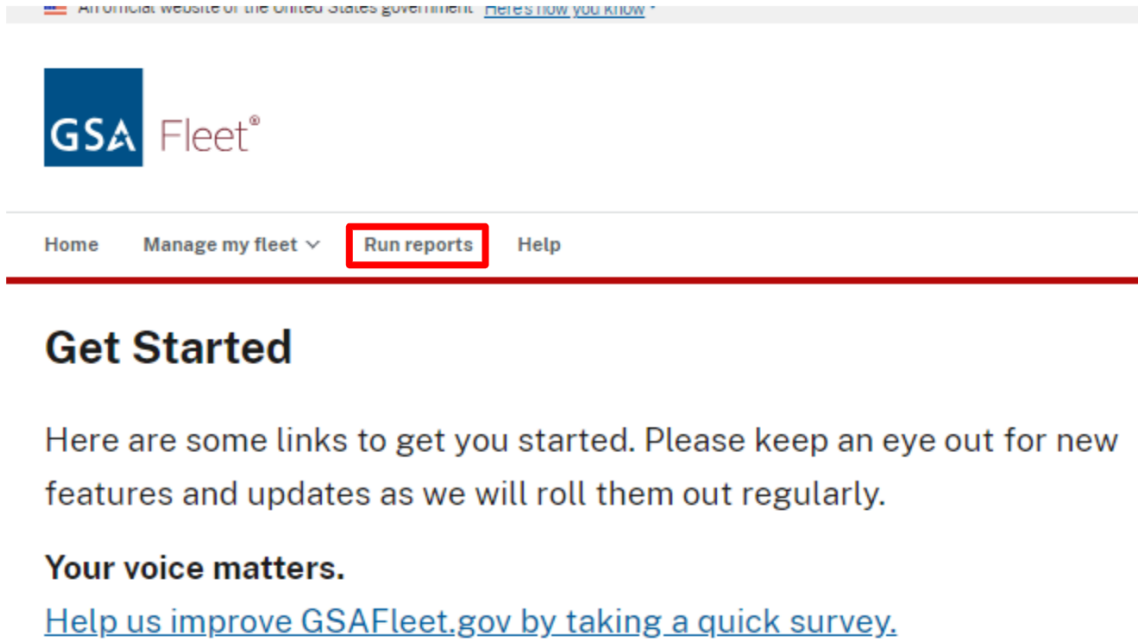 An official website of the United States government Here's how you know
GSA Fleet®
Home Manage my fleet Run reports Help
Get Started
Here are some links to get you started. Please keep an eye out for new
features and updates as we will roll them out regularly.
Your voice matters.
Help us improve GSAFleet.gov by taking a quick survey.